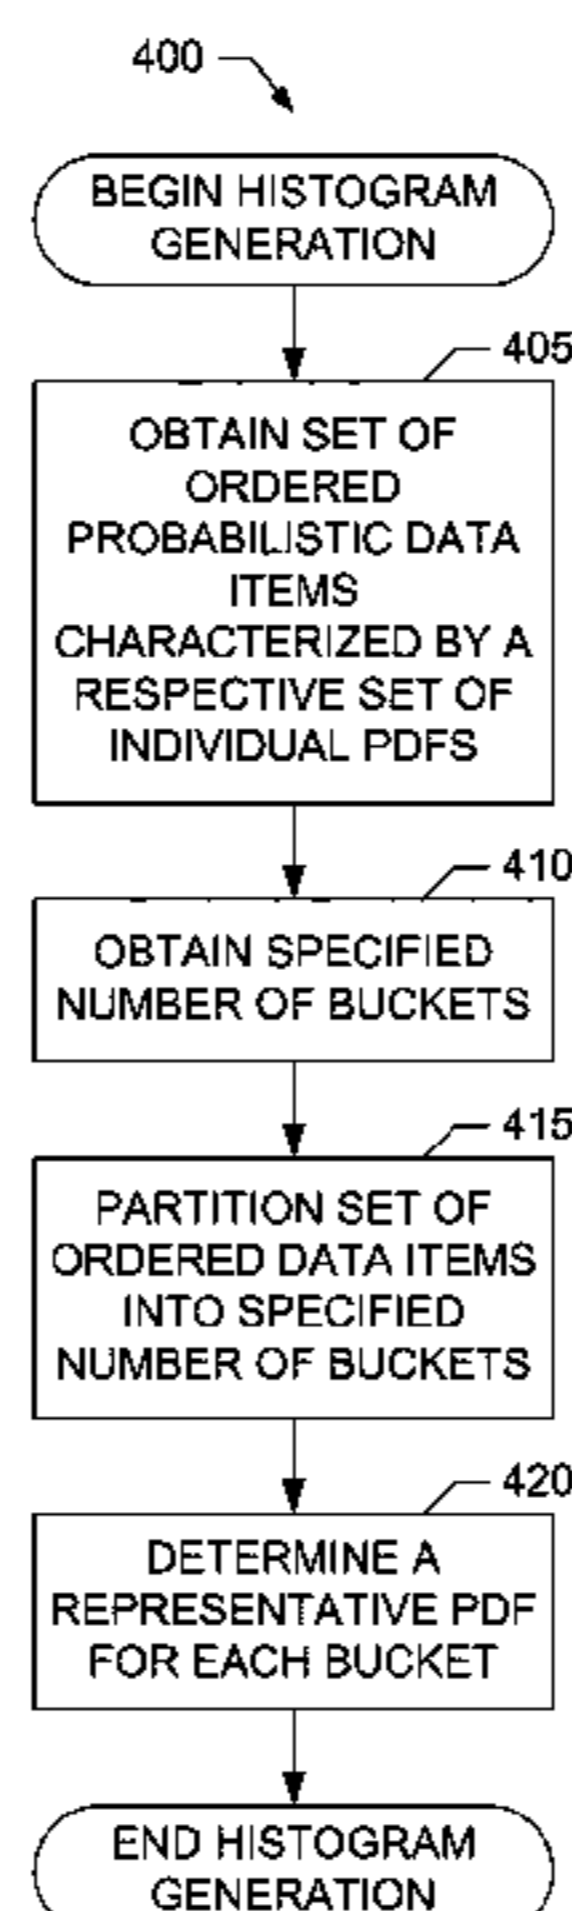 400
BEGIN HISTOGRAM
GENERATION
405
OBTAIN SET OF
ORDERED
PROBABILISTIC DATA
ITEMS
CHARACTERIZED BY A
RESPECTIVE SET OF
INDIVIDUAL PDFS
410
OBTAIN SPECIFIED
NUMBER OF BUCKETS
415
PARTITION SET OF
ORDERED DATA ITEMS
INTO SPECIFIED
NUMBER OF BUCKETS
420
DETERMINE A
REPRESENTATIVE PDF
FOR EACH BUCKET
END HISTOGRAM
GENERATION